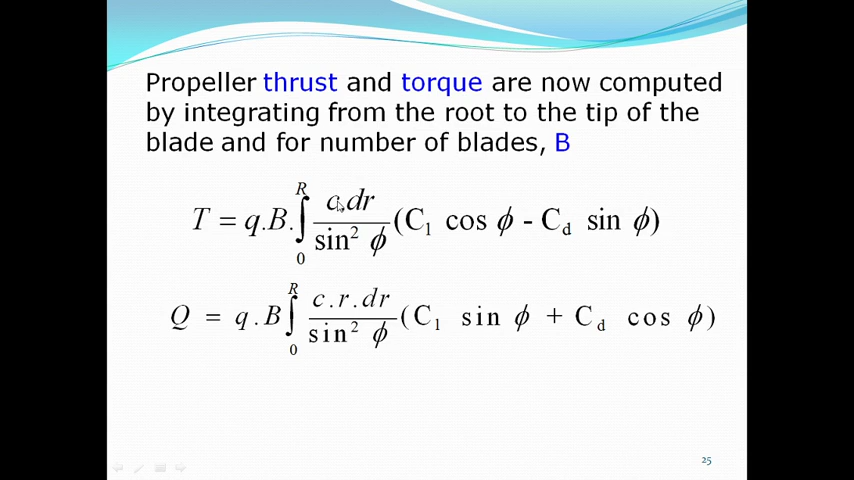 Propeller thrust and torque are now computed
by integrating from the root to the tip of the
blade and for number of blades, B
T = q.B.∫₀ᴿ c.dr / sin² ϕ (C₁ cos ϕ - C_d sin ϕ)
Q = q.B ∫₀ᴿ c.r.dr / sin² ϕ (C₁ sin ϕ + C_d cos ϕ)
25